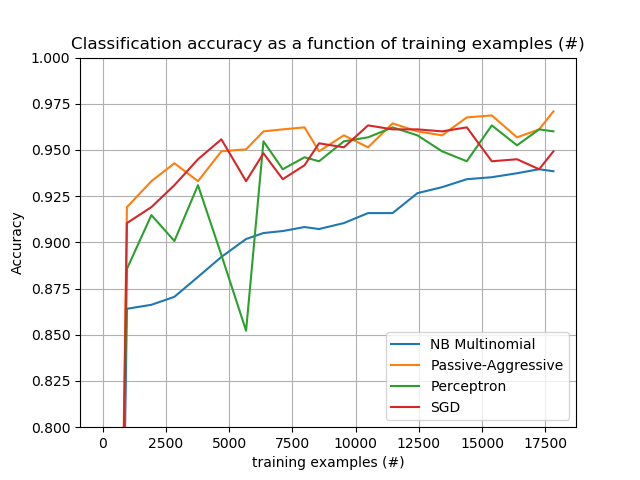 Classification accuracy as a function of training examples (#)
1.000
0.975
0.950
0.925
0.900
0.875
0.850
0.825
0.800
Accuracy
NB Multinomial
Passive-Aggressive
Perceptron
SGD
0 2500 5000 7500 10000 12500 15000 17500
training examples (#)